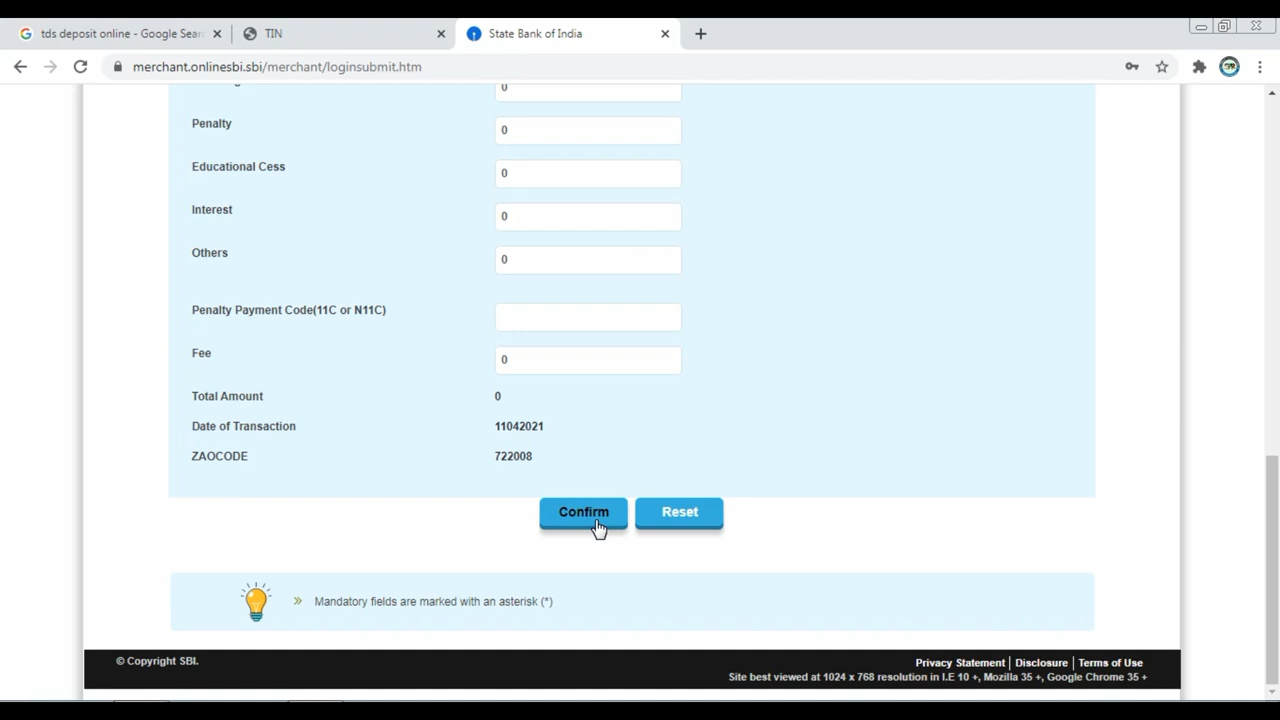 tds deposit online - Google Sear
TIN
State Bank of India
merchant.onlinesbi.sbi/merchant/loginsubmit.htm
0
Penalty 0
Educational Cess 0
Interest 0
Others 0
Penalty Payment Code(11C or N11C)
Fee 0
Total Amount 0
Date of Transaction 11042021
ZAOCODE 722008
Confirm Reset
» Mandatory fields are marked with an asterisk (*)
© Copyright SBI. Privacy Statement | Disclosure | Terms of Use
Site best viewed at 1024 x 768 resolution in I.E 10 +, Mozilla 35 +, Google Chrome 35 +